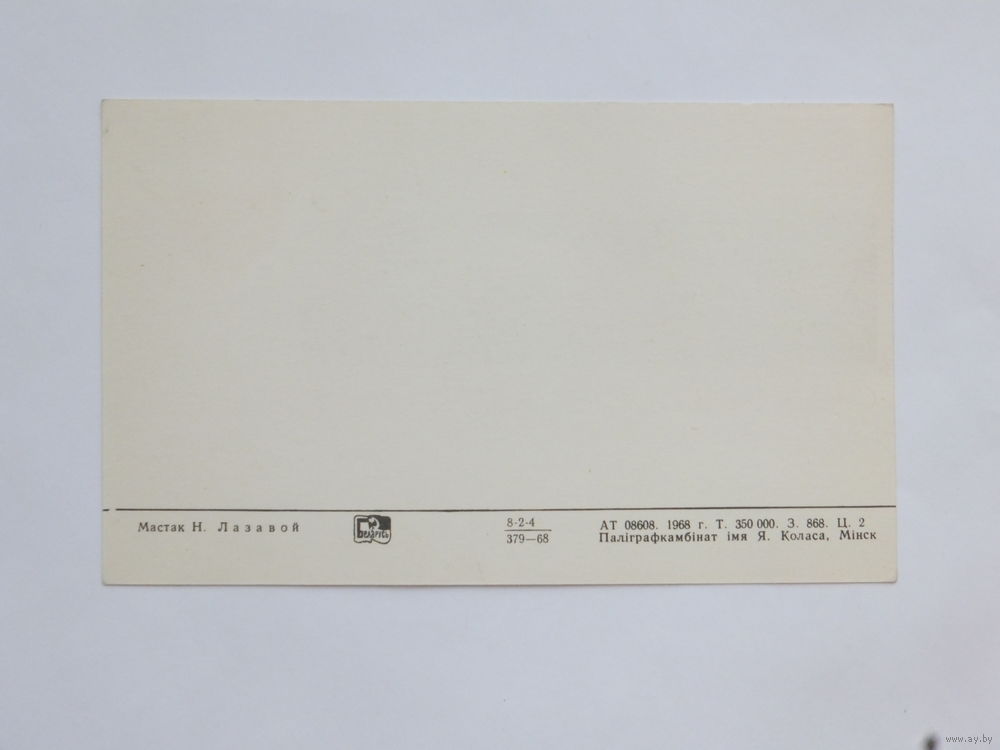 Мастак Н. Лазавой
Беларусь
8-2-4
379—68
АТ 08608. 1968 г. Т. 350 000. З. 868. Ц. 2
Паліграфкамбінат імя Я. Коласа, Мінск
www.ay.by